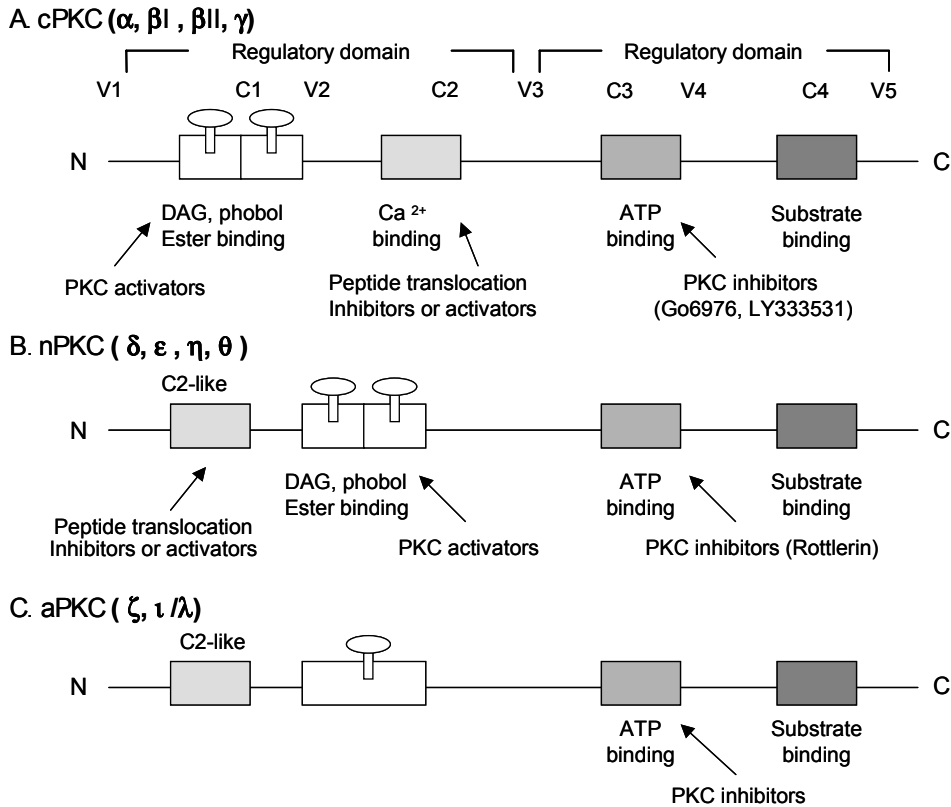 A. cPKC (α, βI , βII, γ)
Regulatory domain Regulatory domain
V1 C1 V2 C2 V3 C3 V4 C4 V5
N C
DAG, phobol
Ester binding
Ca 2+
binding
ATP
binding
Substrate
binding
PKC activators
Peptide translocation
Inhibitors or activators
PKC inhibitors
(Go6976, LY333531)
B. nPKC ( δ, ε , η, θ )
C2-like
N C
DAG, phobol
Ester binding
ATP
binding
Substrate
binding
Peptide translocation
Inhibitors or activators
PKC activators
PKC inhibitors (Rottlerin)
C. aPKC ( ζ, ι /λ)
C2-like
N C
ATP
binding
Substrate
binding
PKC inhibitors